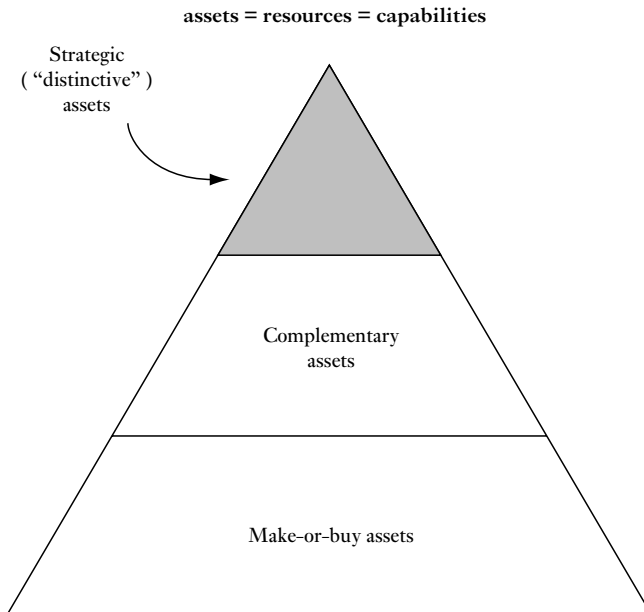 assets = resources = capabilities
Strategic
( “distinctive” )
assets
Complementary
assets
Make-or-buy assets